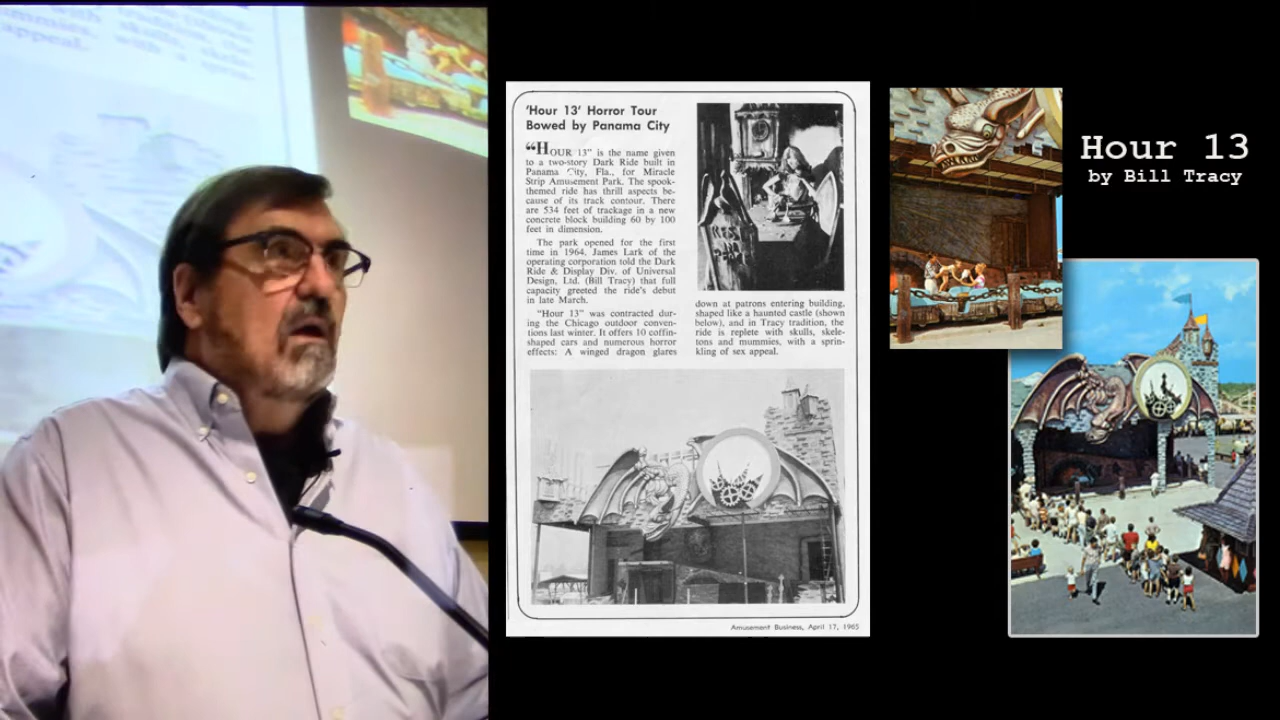 with
ummies,
appeal.
'Hour 13' Horror Tour
Bowed by Panama City
“HOUR 13” is the name given
to a two-story Dark Ride built in
Panama City, Fla., for Miracle
Strip Amusement Park. The spook-
themed ride has thrill aspects be-
cause of its track contour. There
are 534 feet of trackage in a new
concrete block building 60 by 100
feet in dimension.
The park opened for the first
time in 1964. James Lark of the
operating corporation told the Dark
Ride & Display Div. of Universal
Design, Ltd. (Bill Tracy) that full
capacity greeted the ride's debut
in late March.
“Hour 13” was contracted dur-
ing the Chicago outdoor conven-
tions last winter. It offers 10 coffin-
shaped cars and numerous horror
effects: A winged dragon glares
down at patrons entering building,
shaped like a haunted castle (shown
below), and in Tracy tradition, the
ride is replete with skulls, skele-
tons and mummies, with a sprin-
kling of sex appeal.
Amusement Business, April 17, 1965
Hour 13
by Bill Tracy